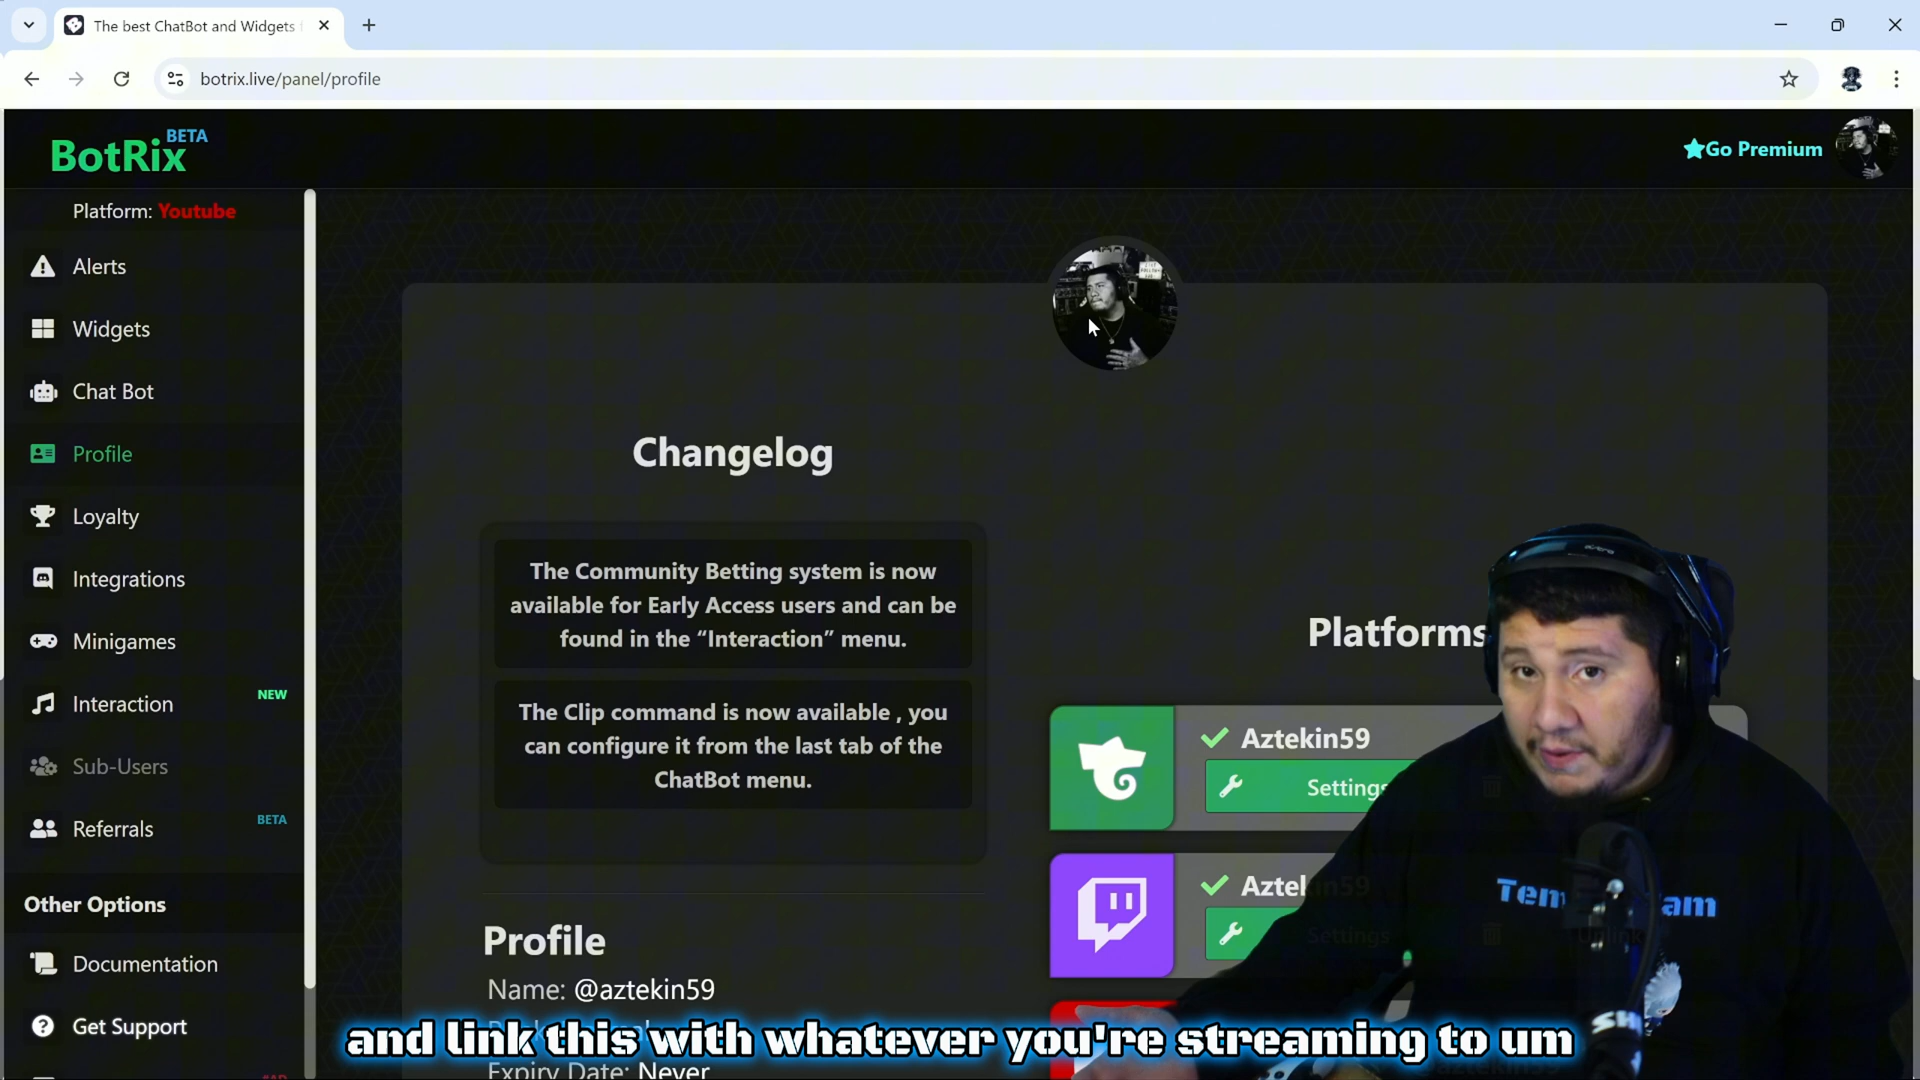 The best ChatBot and Widgets
botrix.live/panel/profile
BotRix BETA
Go Premium
Platform: Youtube
Alerts
Widgets
Chat Bot
Profile
Loyalty
Integrations
Minigames
Interaction NEW
Sub-Users
Referrals BETA
Other Options
Documentation
Get Support
Changelog
The Community Betting system is now
available for Early Access users and can be
found in the “Interaction” menu.
The Clip command is now available , you
can configure it from the last tab of the
ChatBot menu.
Profile
Name: @aztekin59
Expiry Date: Never
Platforms
Aztekin59
Settings
Aztekin59
Settings
and link this with whatever you're streaming to um